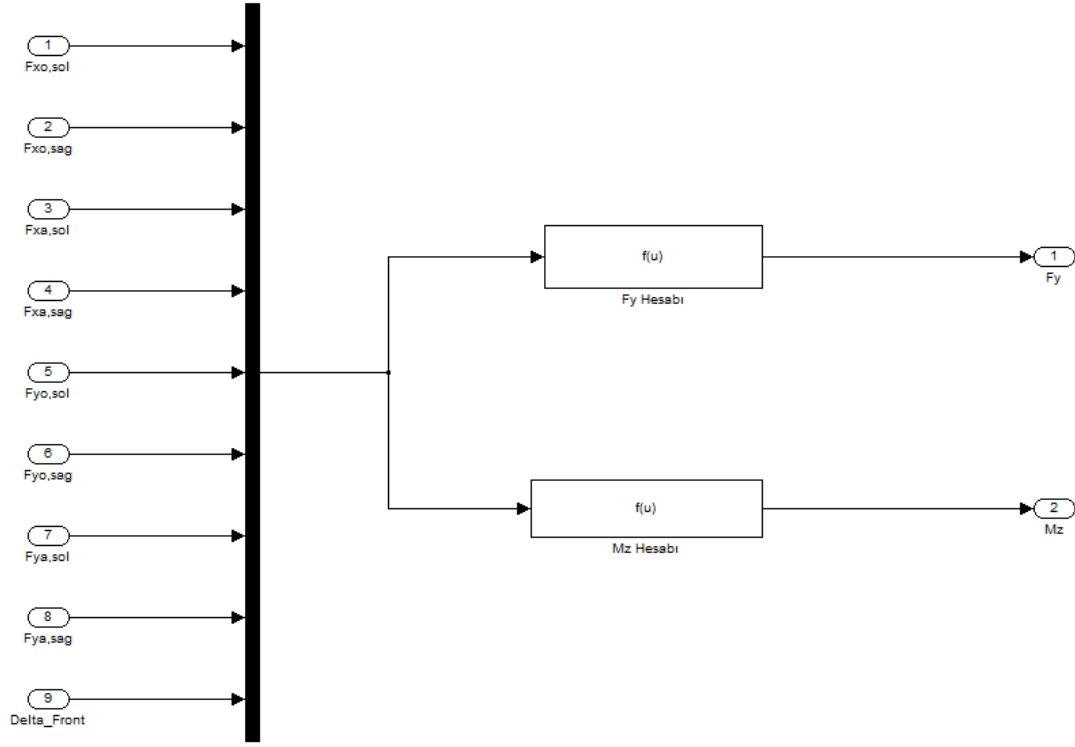 1
Fxo,sol
2
Fxo,sag
3
Fxa,sol
4
Fxa,sag
5
Fyo,sol
6
Fyo,sag
7
Fya,sol
8
Fya,sag
9
Delta_Front
f(u)
Fy Hesabı
f(u)
Mz Hesabı
1
Fy
2
Mz